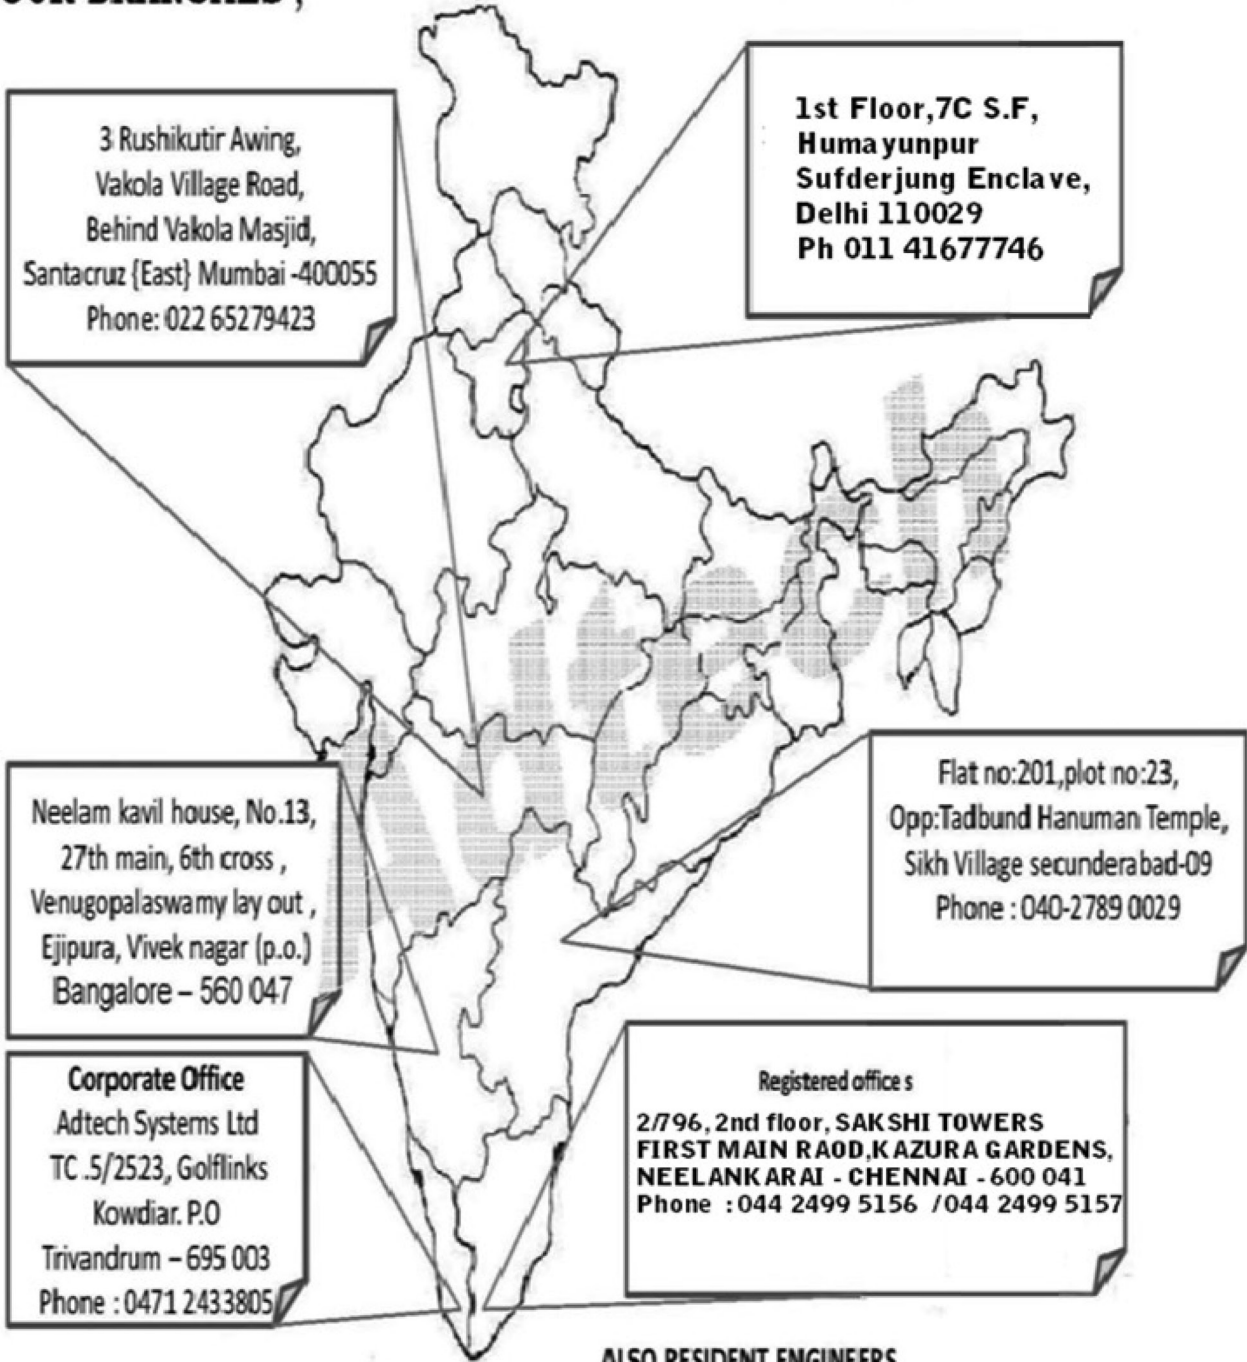 OUR BRANCHES ;
3 Rushikutir Awing,
Vakola Village Road,
Behind Vakola Masjid,
Santacruz {East} Mumbai -400055
Phone: 022 65279423
1st Floor,7C S.F,
Humayunpur
Sufderjung Enclave,
Delhi 110029
Ph 011 41677746
Neelam kavil house, No.13,
27th main, 6th cross ,
Venugopalaswamy lay out ,
Ejipura, Vivek nagar (p.o.)
Bangalore – 560 047
Flat no:201,plot no:23,
Opp:Tadbund Hanuman Temple,
Sikh Village secunderabad-09
Phone : 040-2789 0029
Corporate Office
Adtech Systems Ltd
TC .5/2523, Golflinks
Kowdiar. P.O
Trivandrum – 695 003
Phone : 0471 2433805
Registered office s
2/796, 2nd floor, SAKSHI TOWERS
FIRST MAIN RAOD,KAZURA GARDENS,
NEELANKARAI - CHENNAI - 600 041
Phone : 044 2499 5156 / 044 2499 5157
Adtech
ALSO RESIDENT ENGINEERS